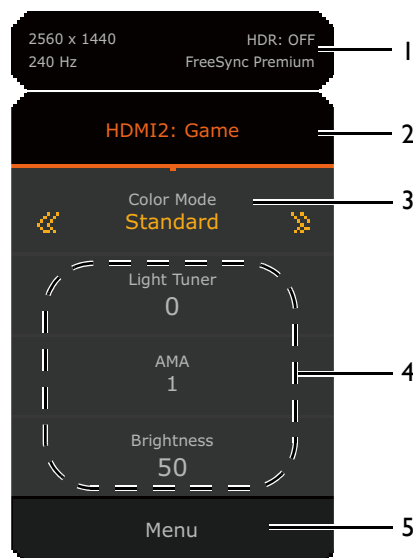 2560 x 1440 HDR: OFF
240 Hz FreeSync Premium
1
HDMI2: Game
2
Color Mode
3
Standard
Light Tuner
0
AMA
1
4
Brightness
50
Menu
5